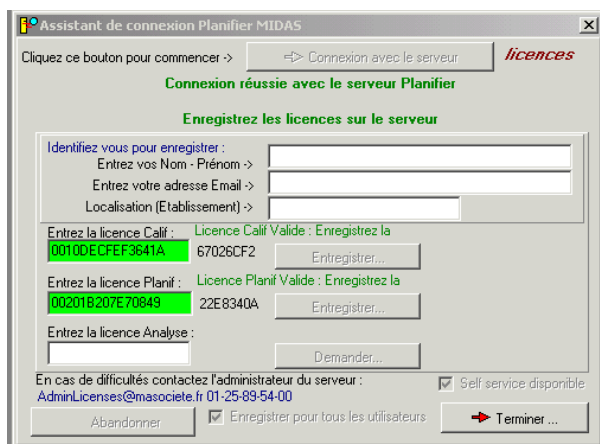 Assistant de connexion Planifier MIDAS
Cliquez ce bouton pour commencer -> => Connexion avec le serveur licences
Connexion réussie avec le serveur Planifier
Enregistrez les licences sur le serveur
Identifiez vous pour enregistrer :
Entrez vos Nom - Prénom ->
Entrez votre adresse Email ->
Localisation (Etablissement) ->
Entrez la licence Calif : Licence Calif Valide : Enregistrez la
0010DECFEF3641A 67026CF2 Enregistrer...
Entrez la licence Planif : Licence Planif Valide : Enregistrez la
00201B207E70849 22E8340A Enregistrer...
Entrez la licence Analyse :
Demander...
En cas de difficultés contactez l'administrateur du serveur : Self service disponible
AdminLicenses@masociete.fr 01-25-89-54-00
Abandonner Enregistrer pour tous les utilisateurs Terminer ...